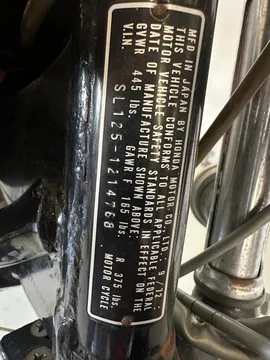 MFD IN JAPAN BY HONDA MOTOR CO., LTD.: 9/72
THIS VEHICLE CONFORMS TO ALL APPLICABLE FEDERAL
MOTOR VEHICLE SAFETY STANDARDS IN EFFECT ON THE
DATE OF MANUFACTURE SHOWN ABOVE.
GVWR 445 lbs. GAWR F 165 lbs. R 375 lbs.
V.I.N. SL125-1214768 MOTOR CYCLE